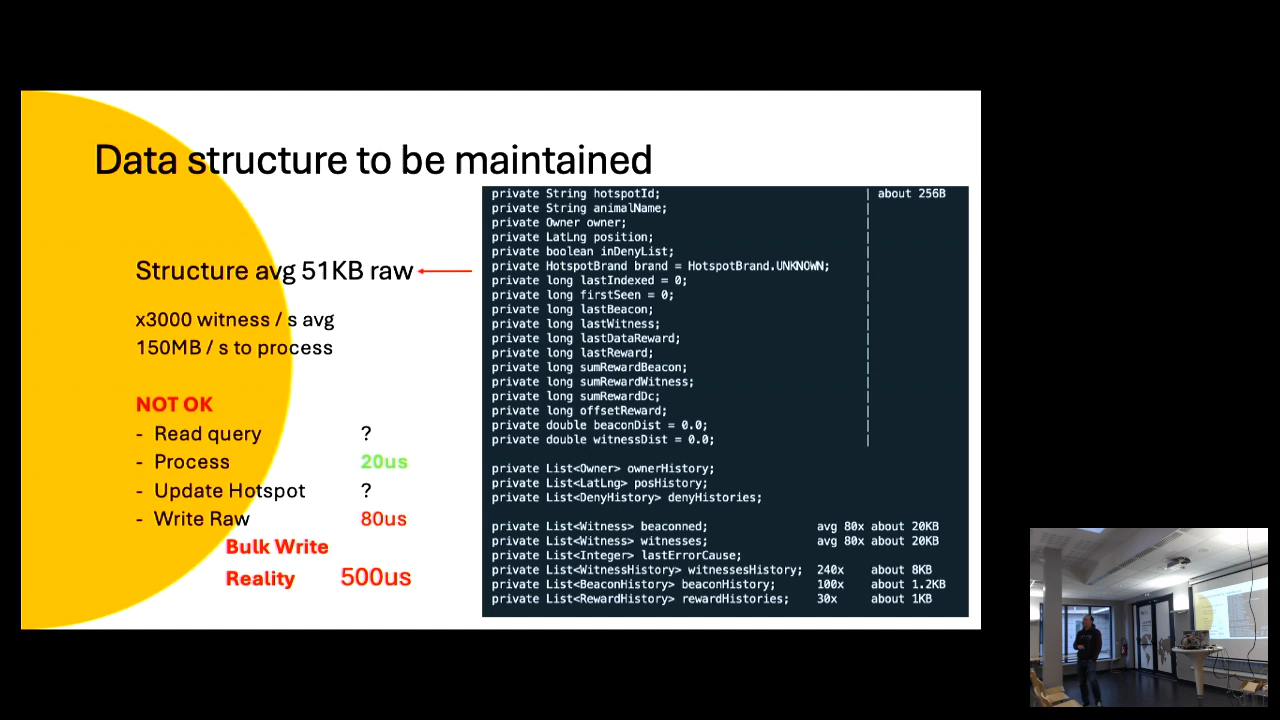 Data structure to be maintained
Structure avg 51KB raw
x3000 witness / s avg
150MB / s to process
NOT OK
- Read query ?
- Process 20us
- Update Hotspot ?
- Write Raw 80us
Bulk Write
Reality 500us
private String hotspotId; | about 256B
private String animalName; |
private Owner owner; |
private LatLng position; |
private boolean inDenyList; |
private HotspotBrand brand = HotspotBrand.UNKNOWN; |
private long lastIndexed = 0; |
private long firstSeen = 0; |
private long lastBeacon; |
private long lastWitness; |
private long lastDataReward; |
private long lastReward; |
private long sumRewardBeacon; |
private long sumRewardWitness; |
private long sumRewardDc; |
private long offsetReward; |
private double beaconDist = 0.0; |
private double witnessDist = 0.0; |
private List<Owner> ownerHistory;
private List<LatLng> posHistory;
private List<DenyHistory> denyHistories;
private List<Witness> beaconned; avg 80x about 20KB
private List<Witness> witnesses; avg 80x about 20KB
private List<Integer> lastErrorCause;
private List<WitnessHistory> witnessesHistory; 240x about 8KB
private List<BeaconHistory> beaconHistory; 100x about 1.2KB
private List<RewardHistory> rewardHistories; 30x about 1KB